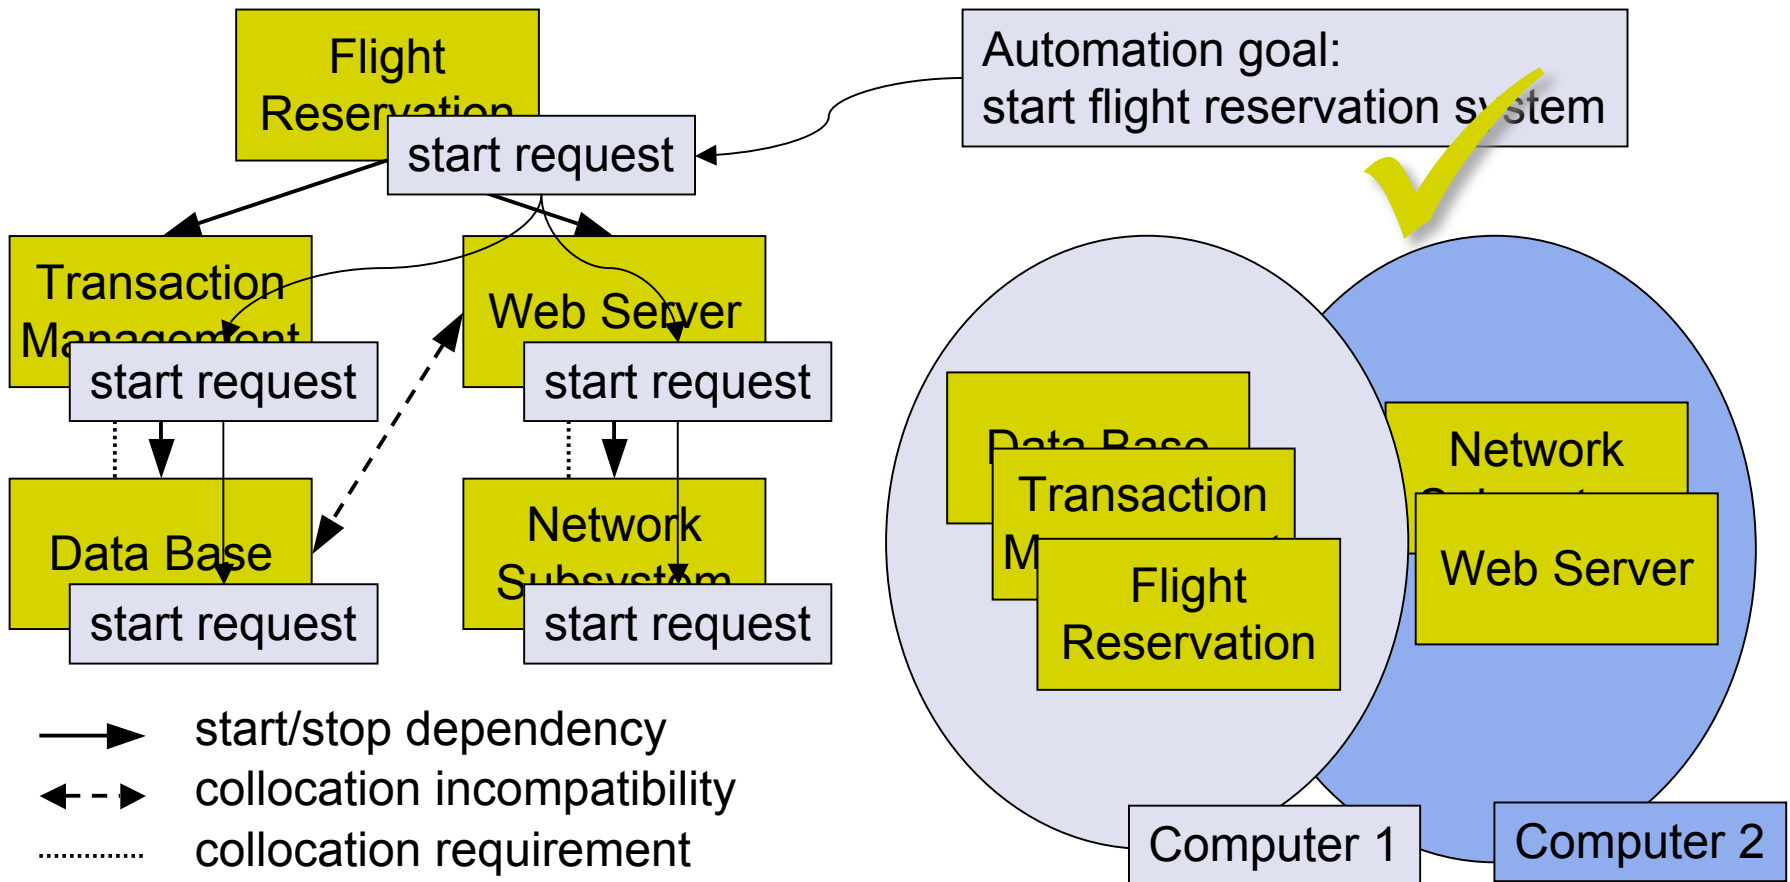 Flight
Reservation
start request
Automation goal:
start flight reservation system
Transaction
Management
start request
Web Server
start request
Data Base
start request
Network
Subsystem
start request
Data Base
Transaction
Flight
Reservation
Network
Web Server
Computer 1
Computer 2
start/stop dependency
collocation incompatibility
collocation requirement